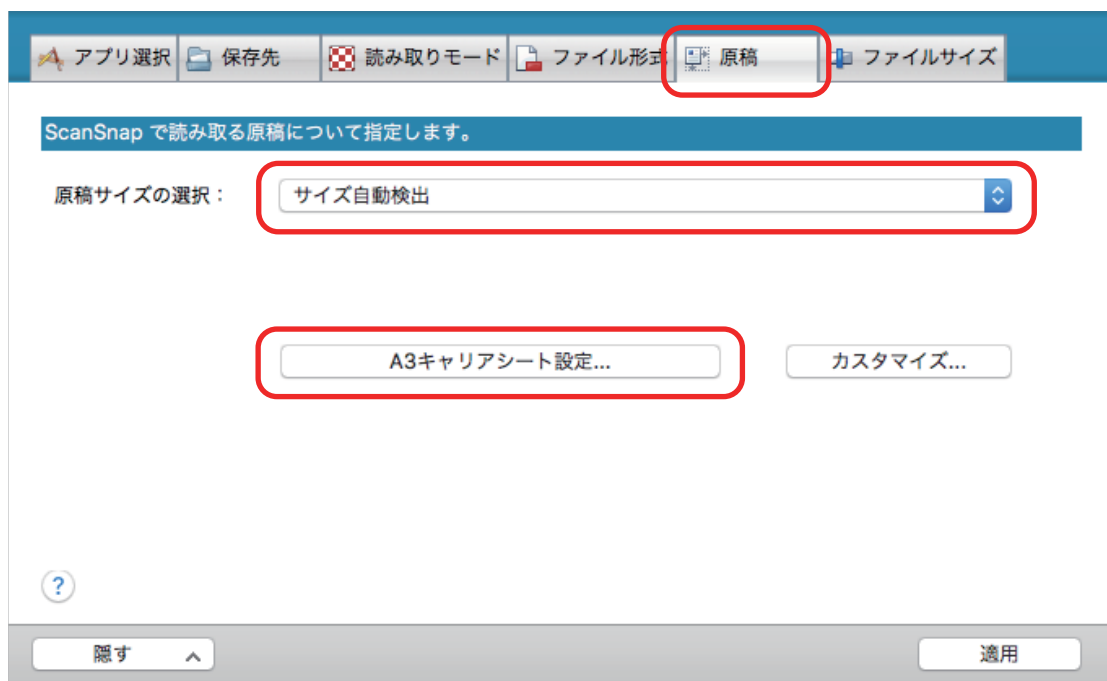 アプリ選択 保存先 読み取りモード ファイル形式 原稿 ファイルサイズ
ScanSnap で読み取る原稿について指定します。
原稿サイズの選択： サイズ自動検出
A3キャリアシート設定... カスタマイズ...
?
隠す 適用